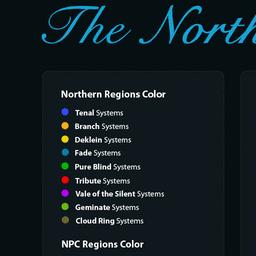 The North
Northern Regions Color
Tenal Systems
Branch Systems
Deklein Systems
Fade Systems
Pure Blind Systems
Tribute Systems
Vale of the Silent Systems
Geminate Systems
Cloud Ring Systems
NPC Regions Color